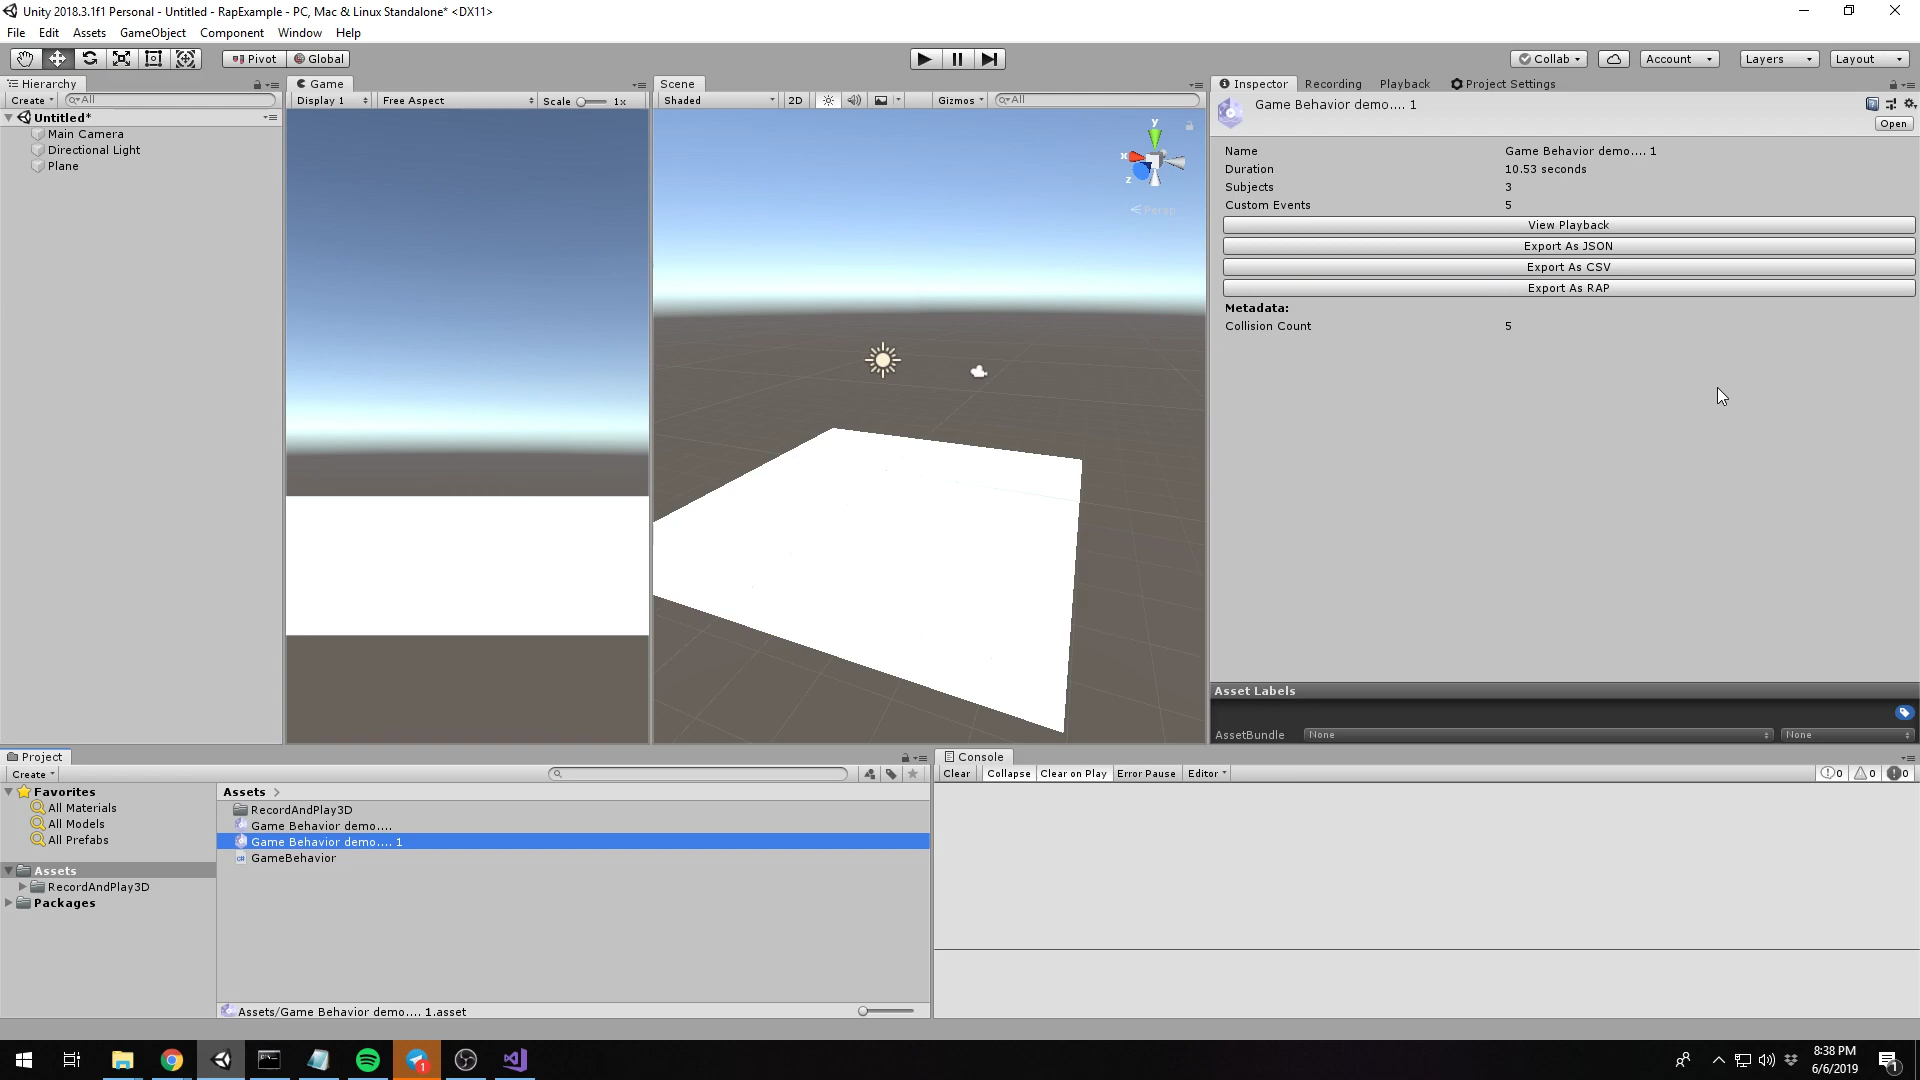 Unity 2018.3.1f1 Personal - Untitled - RapExample - PC, Mac & Linux Standalone* <DX11>
File Edit Assets GameObject Component Window Help
Pivot Global Collab Account Layers Layout
Hierarchy
Create All
Untitled*
Main Camera
Directional Light
Plane
Game
Display 1 Free Aspect Scale 1x
Scene
Shaded 2D Gizmos All
y
x
z
Persp
Inspector Recording Playback Project Settings
Game Behavior demo.... 1
Open
Name Game Behavior demo.... 1
Duration 10.53 seconds
Subjects 3
Custom Events 5
View Playback
Export As JSON
Export As CSV
Export As RAP
Metadata:
Collision Count 5
Asset Labels
AssetBundle None None
Project
Create
Favorites
All Materials
All Models
All Prefabs
Assets
RecordAndPlay3D
Packages
Assets
RecordAndPlay3D
Game Behavior demo....
Game Behavior demo.... 1
GameBehavior
Assets/Game Behavior demo.... 1.asset
Console
Clear Collapse Clear on Play Error Pause Editor 0 0 0
1
8:38 PM
6/6/2019
1